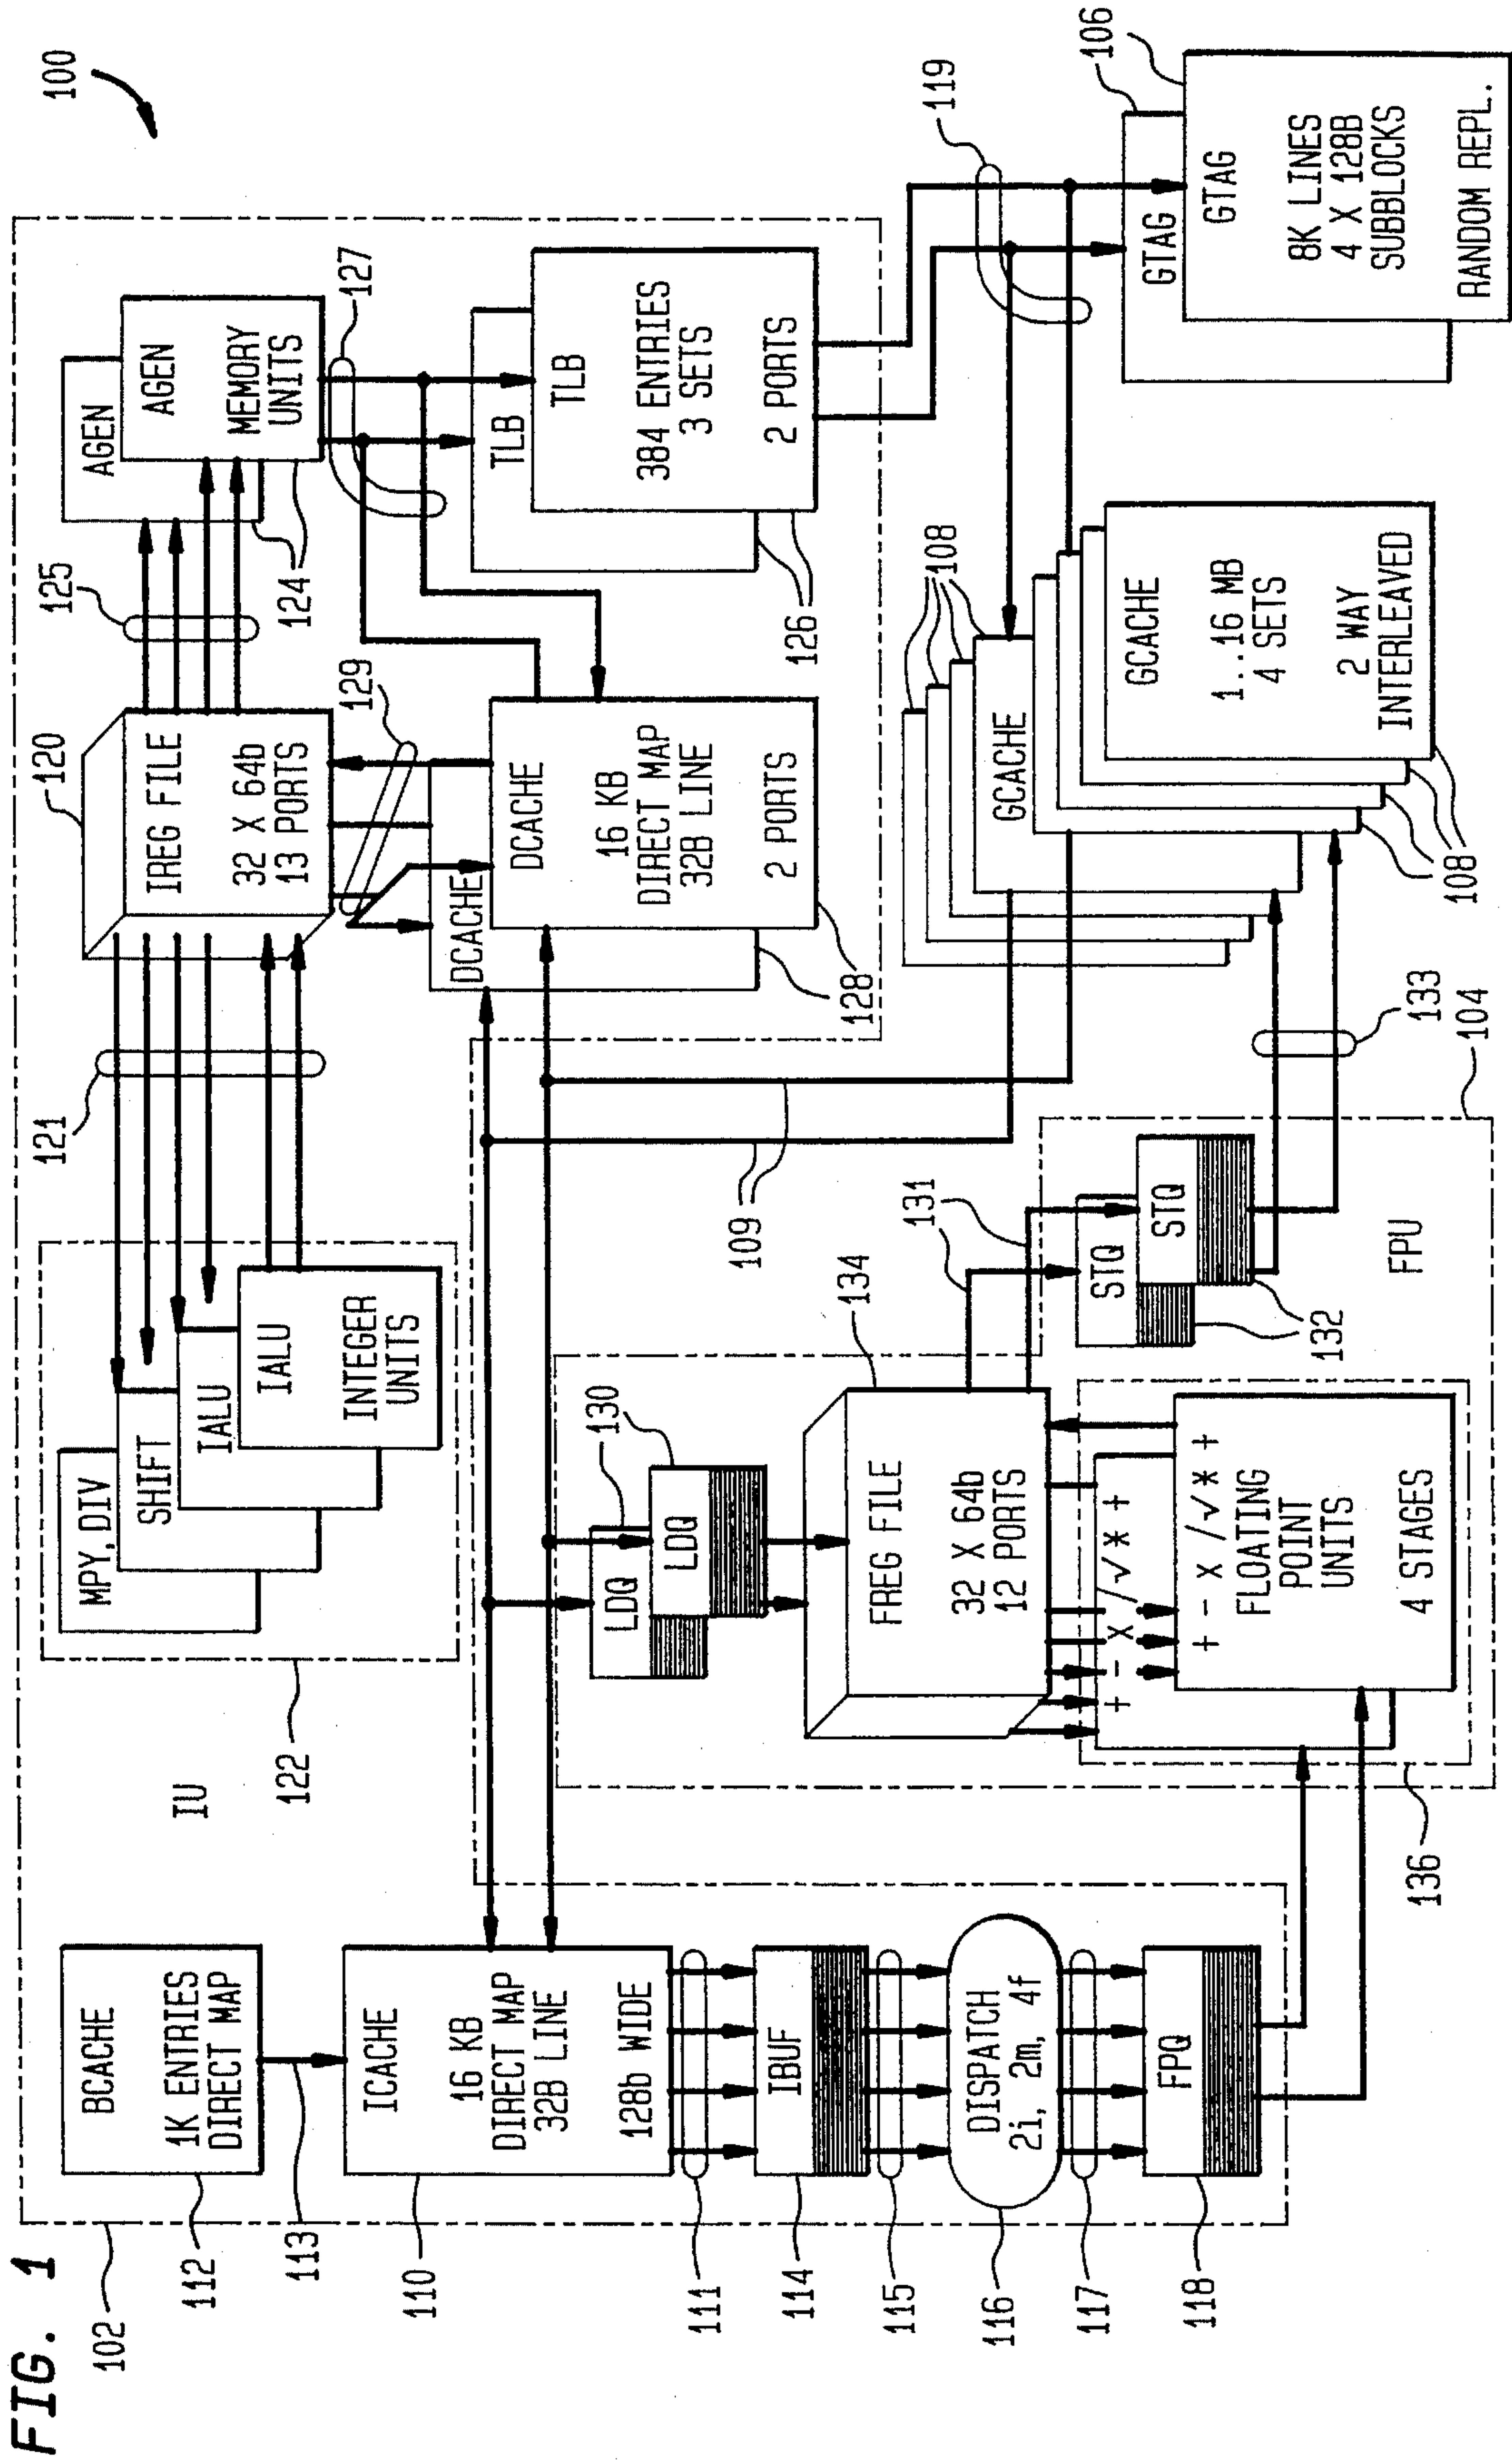 FIG. 1
100
102
IU
BCACHE
1K ENTRIES
DIRECT MAP
112
113
ICACHE
16 KB
DIRECT MAP
32B LINE
128b WIDE
110
111
IBUF
114
115
DISPATCH
2i, 2m, 4f
116
117
FPQ
118
MPY, DIV
SHIFT
IALU
IALU
INTEGER
UNITS
122
121
120
IREG FILE
32 X 64b
13 PORTS
125
AGEN
AGEN
MEMORY
UNITS
124
127
129
DCACHE
DCACHE
16 KB
DIRECT MAP
32B LINE
2 PORTS
128
TLB
TLB
384 ENTRIES
3 SETS
2 PORTS
126
119
109
LDQ
LDQ
130
FREG FILE
32 X 64b
12 PORTS
134
131
STQ
STQ
132
FPU
133
104
+ - X /√ * +
+ - X /√ * +
FLOATING
POINT
UNITS
4 STAGES
136
108
GCACHE
GCACHE
1..16 MB
4 SETS
2 WAY
INTERLEAVED
108
106
GTAG
GTAG
8K LINES
4 X 128B
SUBBLOCKS
RANDOM REPL.